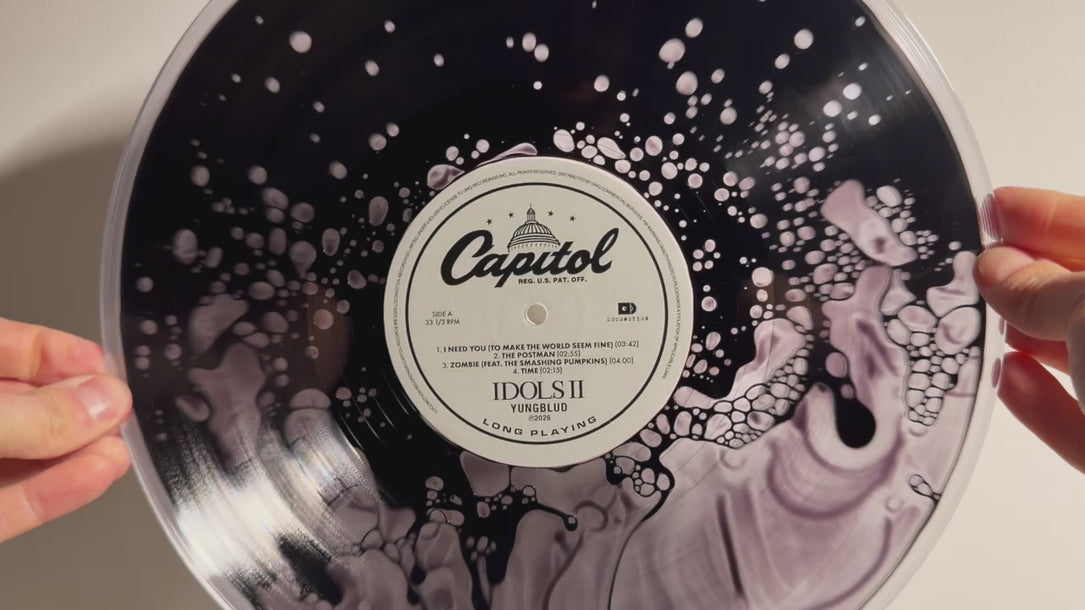 Capitol
REG. U.S. PAT. OFF.
SIDE A
33 1/3 RPM
LOCOMOTION
1. I NEED YOU (TO MAKE THE WORLD SEEM FINE) (03:42)
2. THE POSTMAN (02:55)
3. ZOMBIE (FEAT. THE SMASHING PUMPKINS) (04:00)
4. TIME (02:15)
IDOLS II
YUNGBLUD
℗2026
LONG PLAYING